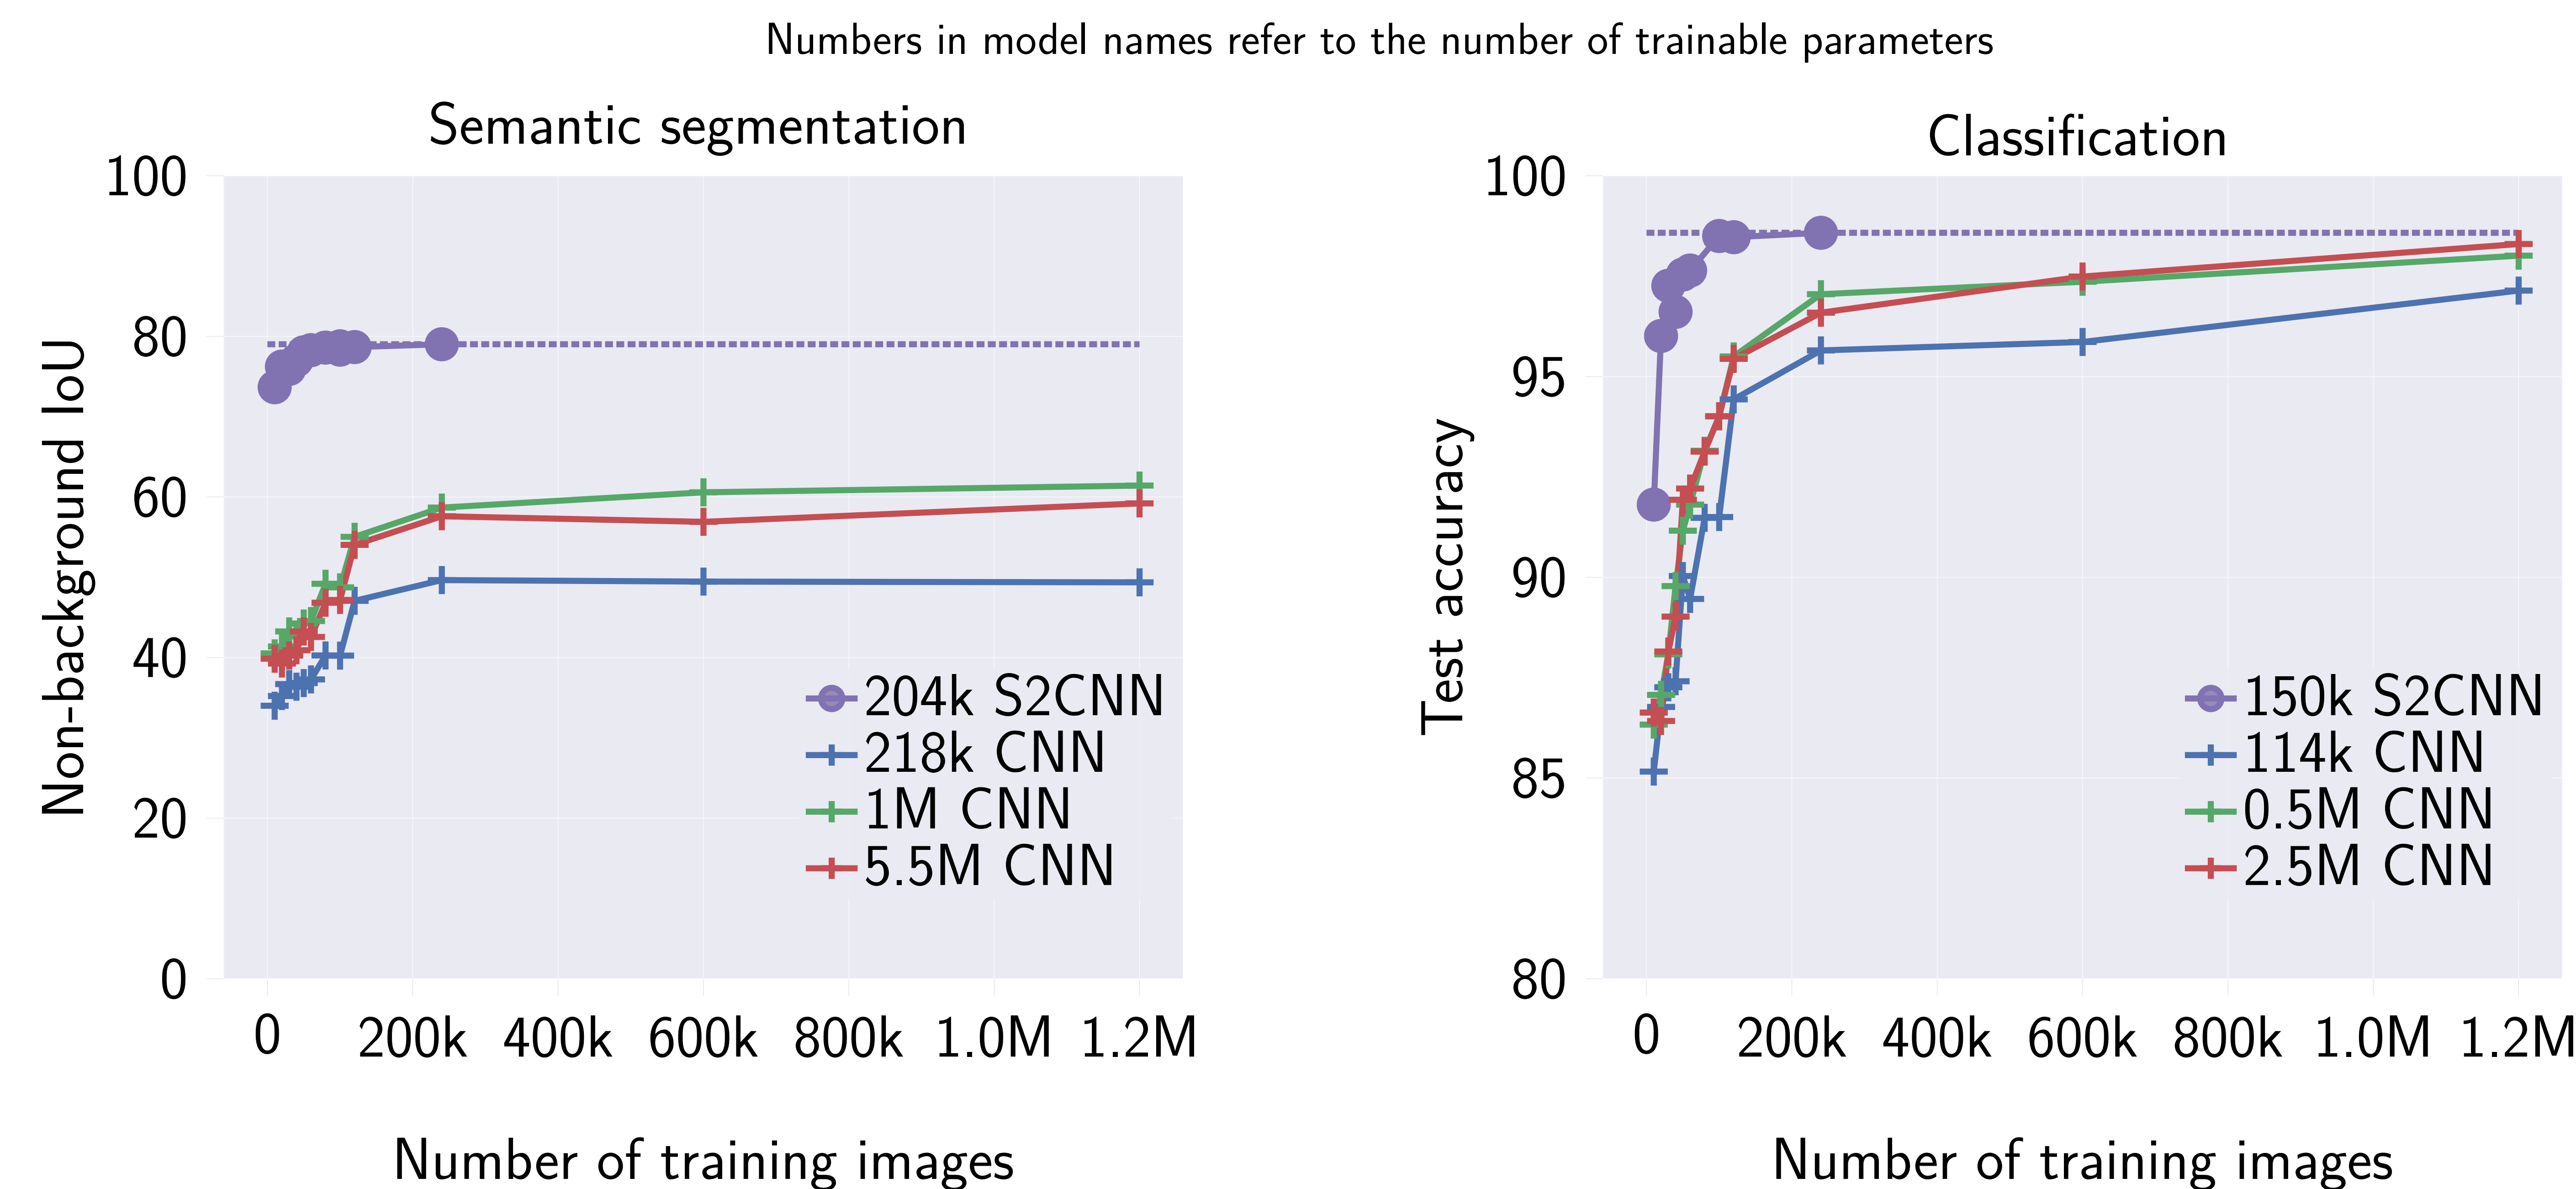 Numbers in model names refer to the number of trainable parameters
Semantic segmentation
100
80
60
40
20
0
Non-background IoU
204k S2CNN
218k CNN
1M CNN
5.5M CNN
0 200k 400k 600k 800k 1.0M 1.2M
Number of training images
Classification
100
95
90
85
80
Test accuracy
150k S2CNN
114k CNN
0.5M CNN
2.5M CNN
0 200k 400k 600k 800k 1.0M 1.2M
Number of training images